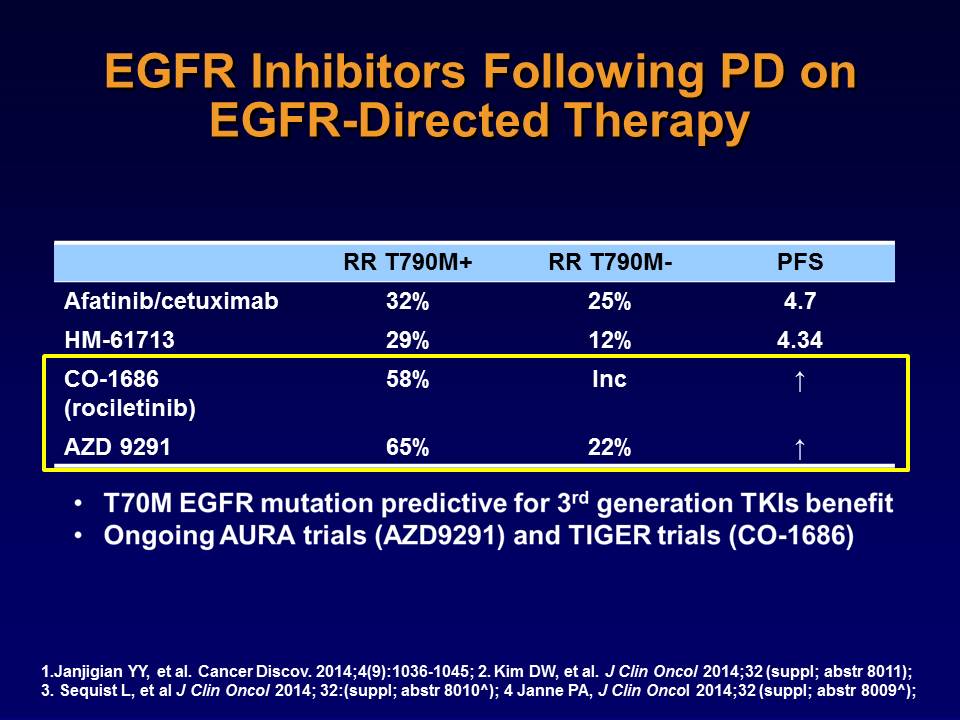 EGFR Inhibitors Following PD on
EGFR-Directed Therapy
RR T790M+ RR T790M- PFS
Afatinib/cetuximab 32% 25% 4.7
HM-61713 29% 12% 4.34
CO-1686 58% Inc ↑
(rociletinib)
AZD 9291 65% 22% ↑
• T70M EGFR mutation predictive for 3rd generation TKIs benefit
• Ongoing AURA trials (AZD9291) and TIGER trials (CO-1686)
1.Janjigian YY, et al. Cancer Discov. 2014;4(9):1036-1045; 2. Kim DW, et al. J Clin Oncol 2014;32 (suppl; abstr 8011);
3. Sequist L, et al J Clin Oncol 2014; 32:(suppl; abstr 8010^); 4 Janne PA, J Clin Oncol 2014;32 (suppl; abstr 8009^);